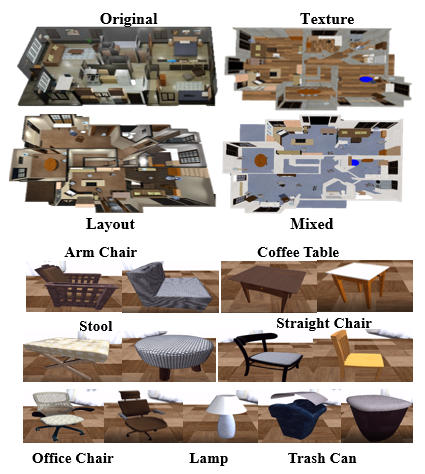 Original Texture
Layout Mixed
Arm Chair Coffee Table
Stool Straight Chair
Office Chair Lamp Trash Can